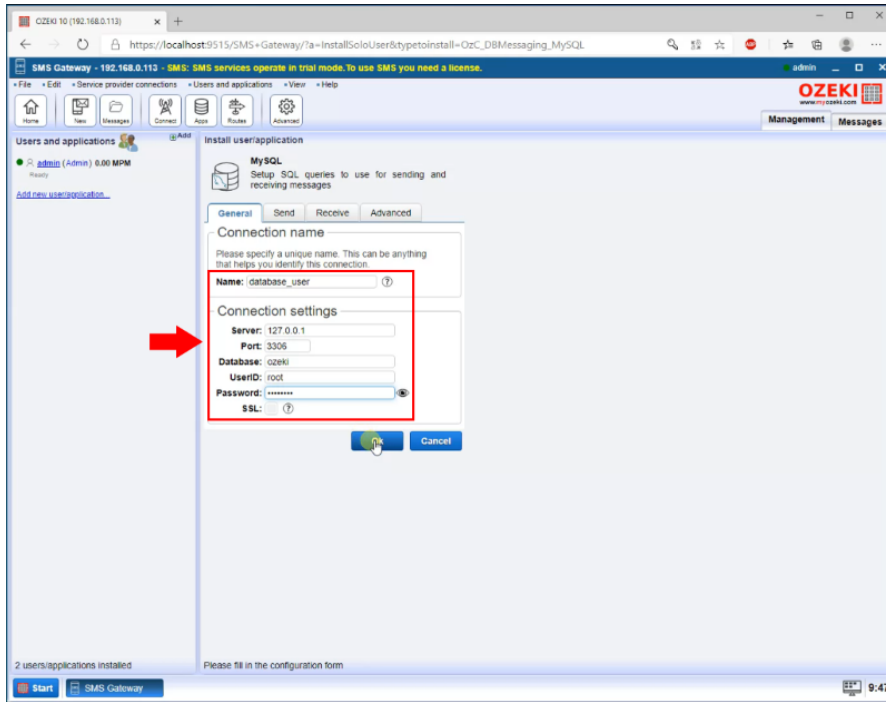 OZEKI 10 (192.168.0.113)
https://localhost:9515/SMS+Gateway/?a=InstallSoloUser&typetoinstall=OzC_DBMessaging_MySQL
SMS Gateway - 192.168.0.113 - SMS: SMS services operate in trial mode.To use SMS you need a license.
admin
File Edit Service provider connections Users and applications View Help
Home New Messages Connect Apps Routes Advanced
OZEKI
www.myozeki.com
Management Messages
Users and applications Add
admin (Admin) 0.00 MPM
Ready
Add new user/application...
Install user/application
MySQL
Setup SQL queries to use for sending and
receiving messages
General Send Receive Advanced
Connection name
Please specify a unique name. This can be anything
that helps you identify this connection.
Name: database_user ?
Connection settings
Server: 127.0.0.1
Port: 3306
Database: ozeki
UserID: root
Password: ••••••••
SSL: ?
Ok Cancel
2 users/applications installed
Please fill in the configuration form
Start SMS Gateway
9:47